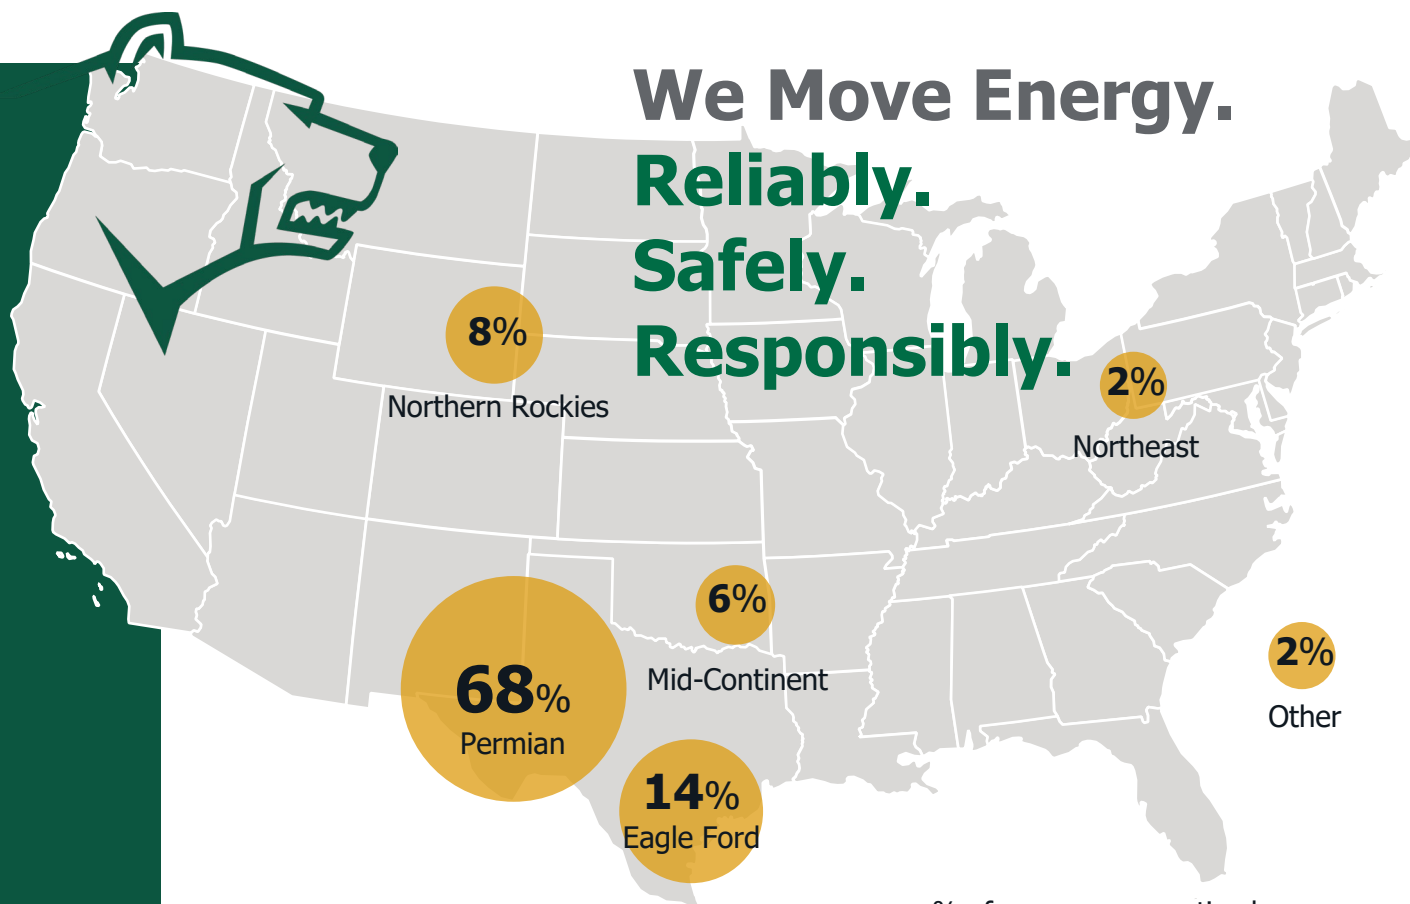 We Move Energy.
Reliably.
Safely.
Responsibly.
8%
Northern Rockies
2%
Northeast
6%
Mid-Continent
68%
Permian
2%
Other
14%
Eagle Ford